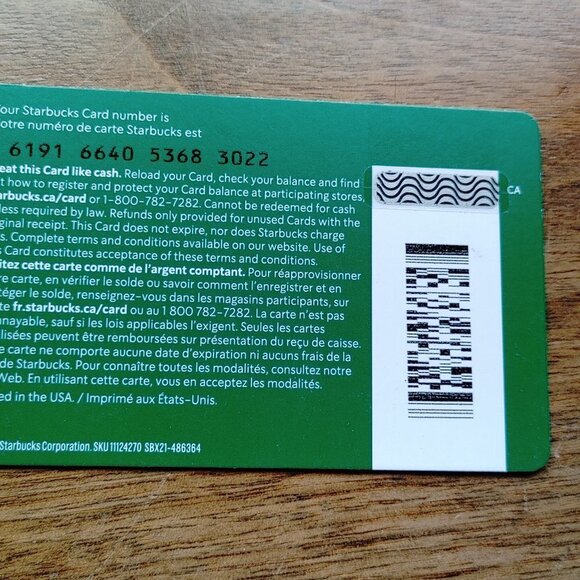 our Starbucks Card number is
otre numéro de carte Starbucks est
6191 6640 5368 3022
eat this Card like cash. Reload your Card, check your balance and find
t how to register and protect your Card balance at participating stores,
arbucks.ca/card or 1-800-782-7282. Cannot be redeemed for cash
less required by law. Refunds only provided for unused Cards with the
ginal receipt. This Card does not expire, nor does Starbucks charge
s. Complete terms and conditions available on our website. Use of
s Card constitutes acceptance of these terms and conditions.
itez cette carte comme de l'argent comptant. Pour réapprovisionner
re carte, en vérifier le solde ou savoir comment l'enregistrer et en
téger le solde, renseignez-vous dans les magasins participants, sur
te fr.starbucks.ca/card ou au 1 800 782-7282. La carte n'est pas
nnayable, sauf si les lois applicables l'exigent. Seules les cartes
ilisées peuvent être remboursées sur présentation du reçu de caisse.
e carte ne comporte aucune date d'expiration ni aucuns frais de la
de Starbucks. Pour connaître toutes les modalités, consultez notre
Web. En utilisant cette carte, vous en acceptez les modalités.
ed in the USA. / Imprimé aux États-Unis.
Starbucks Corporation. SKU 11124270 SBX21-486364
CA